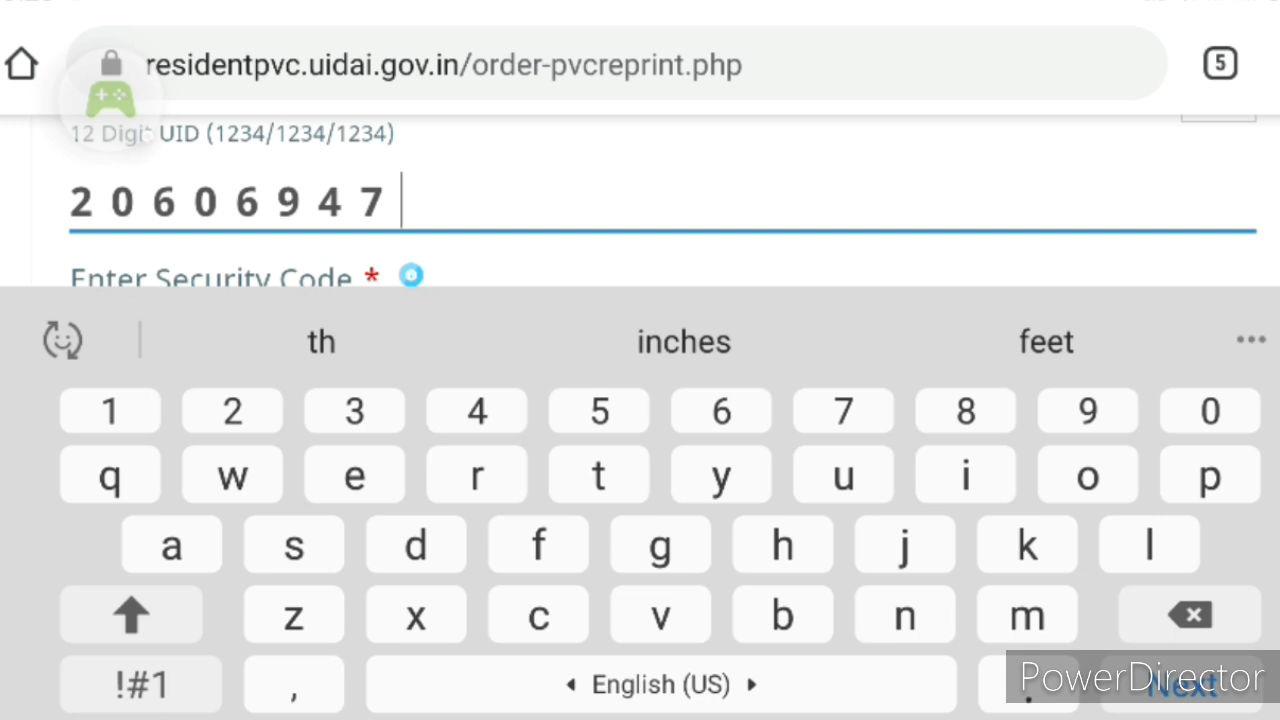 residentpvc.uidai.gov.in/order-pvcreprint.php
5
12 Digit UID (1234/1234/1234)
2 0 6 0 6 9 4 7
Enter Security Code *
th inches feet
1 2 3 4 5 6 7 8 9 0
q w e r t y u i o p
a s d f g h j k l
z x c v b n m
!#1 , English (US) . Next
PowerDirector